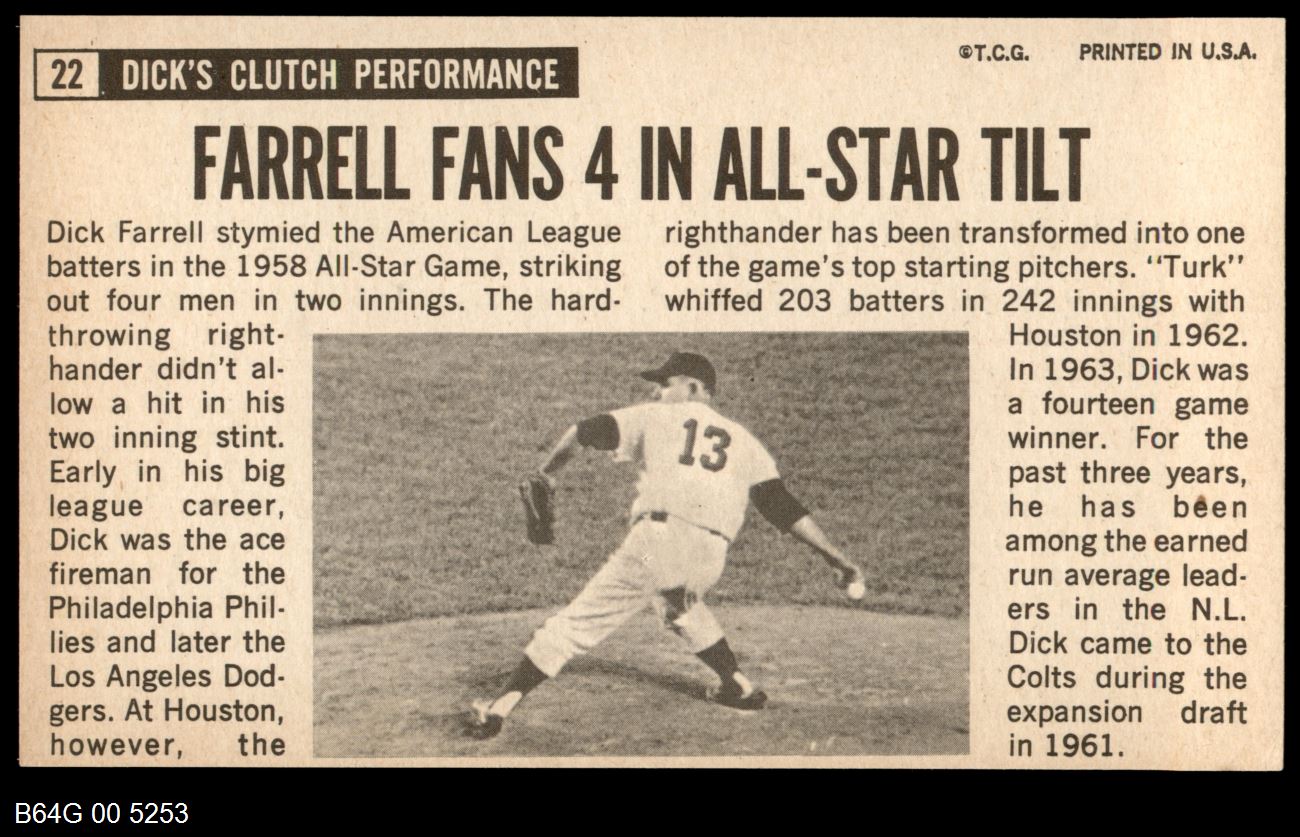 22 DICK'S CLUTCH PERFORMANCE
©T.C.G. PRINTED IN U.S.A.
FARRELL FANS 4 IN ALL-STAR TILT
Dick Farrell stymied the American League
batters in the 1958 All-Star Game, striking
out four men in two innings. The hard-
throwing right-
hander didn't al-
low a hit in his
two inning stint.
Early in his big
league career,
Dick was the ace
fireman for the
Philadelphia Phil-
lies and later the
Los Angeles Dod-
gers. At Houston,
however, the
righthander has been transformed into one
of the game's top starting pitchers. "Turk"
whiffed 203 batters in 242 innings with
Houston in 1962.
In 1963, Dick was
a fourteen game
winner. For the
past three years,
he has been
among the earned
run average lead-
ers in the N.L.
Dick came to the
Colts during the
expansion draft
in 1961.
13
B64G 00 5253